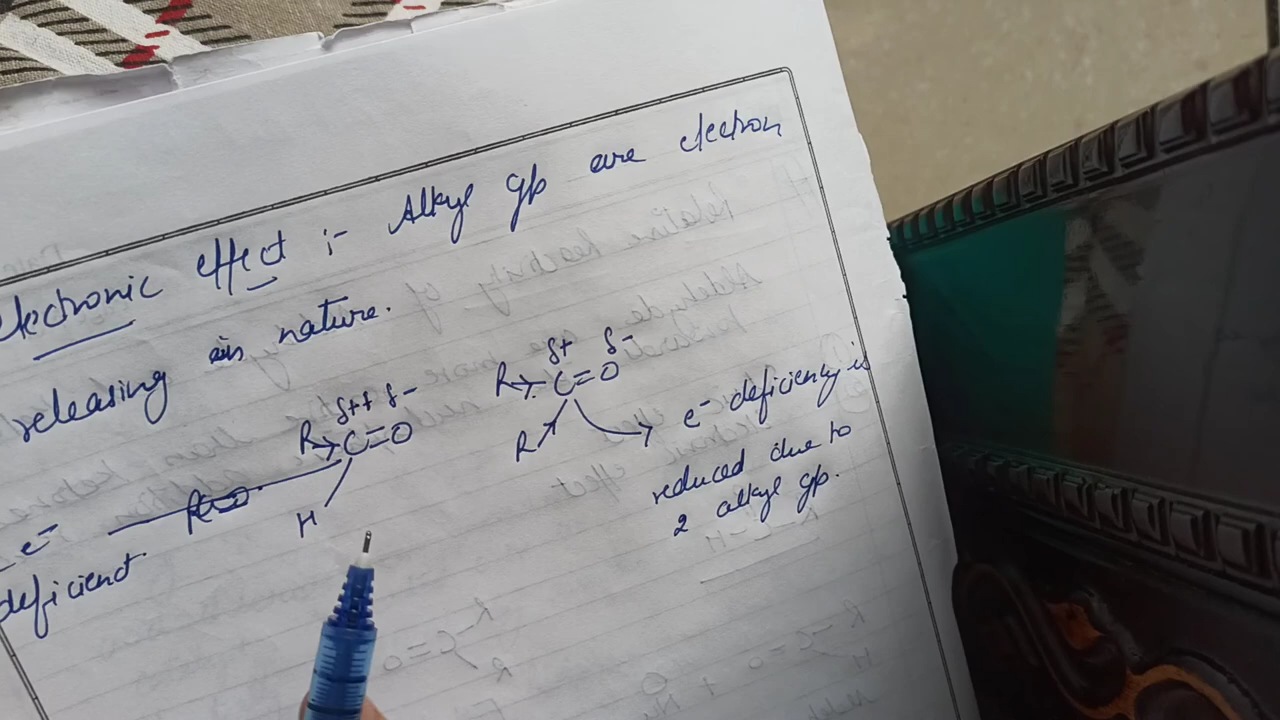 Electronic effect :- Alkyl gp are electron
releasing in nature.
δ++ δ-
R C=O
H
e-
deficient
δ+ δ-
R C=O
R
e- deficiency is
reduced due to
2 alkyl gp.